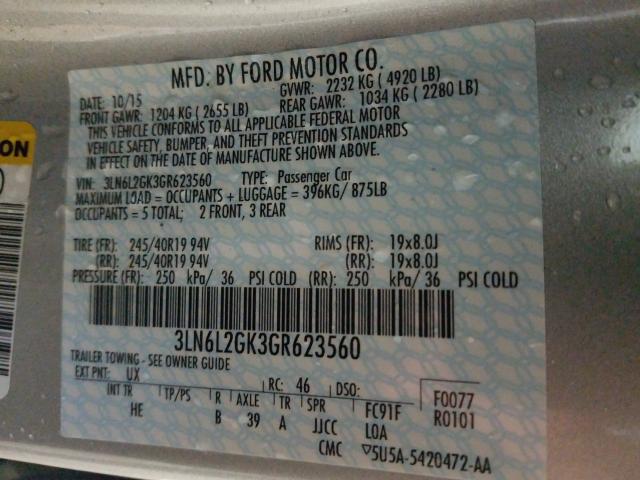 MFD. BY FORD MOTOR CO.
DATE: 10/15 GVWR: 2232 KG ( 4920 LB)
FRONT GAWR: 1204 KG ( 2655 LB) REAR GAWR: 1034 KG ( 2280 LB)
THIS VEHICLE CONFORMS TO ALL APPLICABLE FEDERAL MOTOR
VEHICLE SAFETY, BUMPER, AND THEFT PREVENTION STANDARDS
IN EFFECT ON THE DATE OF MANUFACTURE SHOWN ABOVE.
VIN: 3LN6L2GK3GR623560 TYPE: Passenger Car
MAXIMUM LOAD = OCCUPANTS + LUGGAGE = 396KG/ 875LB
OCCUPANTS = 5 TOTAL; 2 FRONT, 3 REAR
TIRE (FR): 245/40R19 94V RIMS (FR): 19x8.0J
(RR): 245/40R19 94V (RR): 19x8.0J
PRESSURE (FR): 250 kPa/ 36 PSI COLD (RR): 250 kPa/ 36 PSI COLD
3LN6L2GK3GR623560
TRAILER TOWING - SEE OWNER GUIDE
EXT PNT: UX RC: 46 DSO: F0077
INT TR TP/PS R AXLE TR SPR FC91F R0101
HE B 39 A JJCC LOA
CMC ▽5U5A-5420472-AA
ON